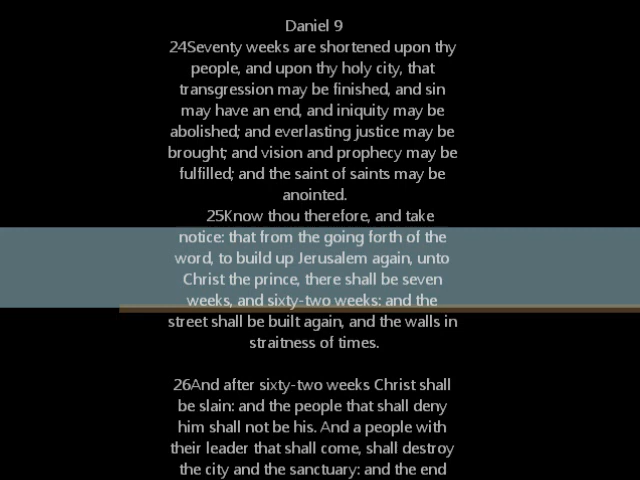 Daniel 9
24Seventy weeks are shortened upon thy
people, and upon thy holy city, that
transgression may be finished, and sin
may have an end, and iniquity may be
abolished; and everlasting justice may be
brought; and vision and prophecy may be
fulfilled; and the saint of saints may be
anointed.
25Know thou therefore, and take
notice: that from the going forth of the
word, to build up Jerusalem again, unto
Christ the prince, there shall be seven
weeks, and sixty-two weeks: and the
street shall be built again, and the walls in
straitness of times.
26And after sixty-two weeks Christ shall
be slain: and the people that shall deny
him shall not be his. And a people with
their leader that shall come, shall destroy
the city and the sanctuary: and the end